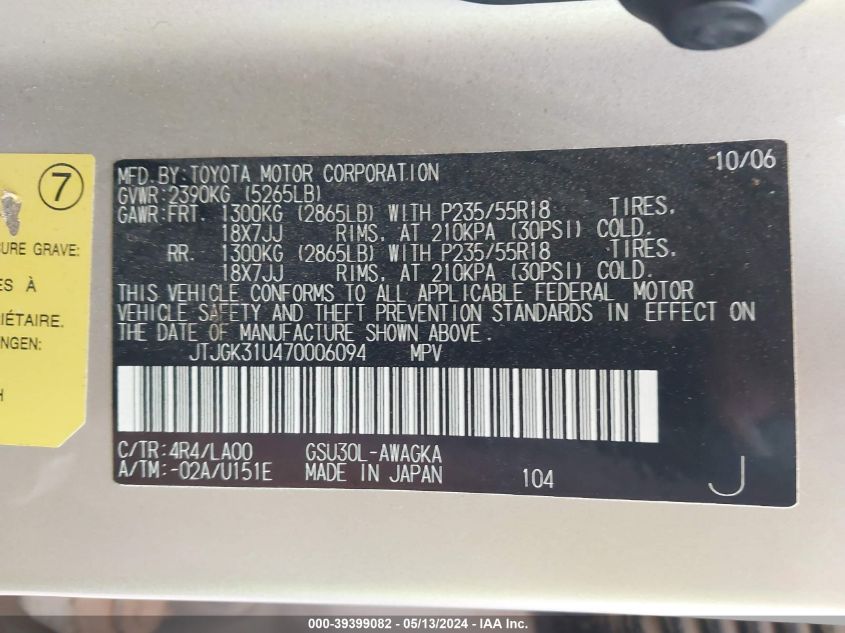 7
SURE GRAVE:
ES À
RIÉTAIRE.
UNGEN:
H
10/06
MFD.BY:TOYOTA MOTOR CORPORATION
GVWR:2390KG (5265LB)
GAWR:FRT. 1300KG (2865LB) WITH P235/55R18 TIRES,
18X7JJ RIMS, AT 210KPA (30PSI) COLD.
RR. 1300KG (2865LB) WITH P235/55R18 TIRES,
18X7JJ RIMS, AT 210KPA (30PSI) COLD.
THIS VEHICLE CONFORMS TO ALL APPLICABLE FEDERAL MOTOR
VEHICLE SAFETY AND THEFT PREVENTION STANDARDS IN EFFECT ON
THE DATE OF MANUFACTURE SHOWN ABOVE.
JTJGK31U470006094 MPV
C/TR:4R4/LA00 GSU30L-AWAGKA
A/TM:-02A/U151E MADE IN JAPAN 104 J
000-39399082 - 05/13/2024 - IAA Inc.